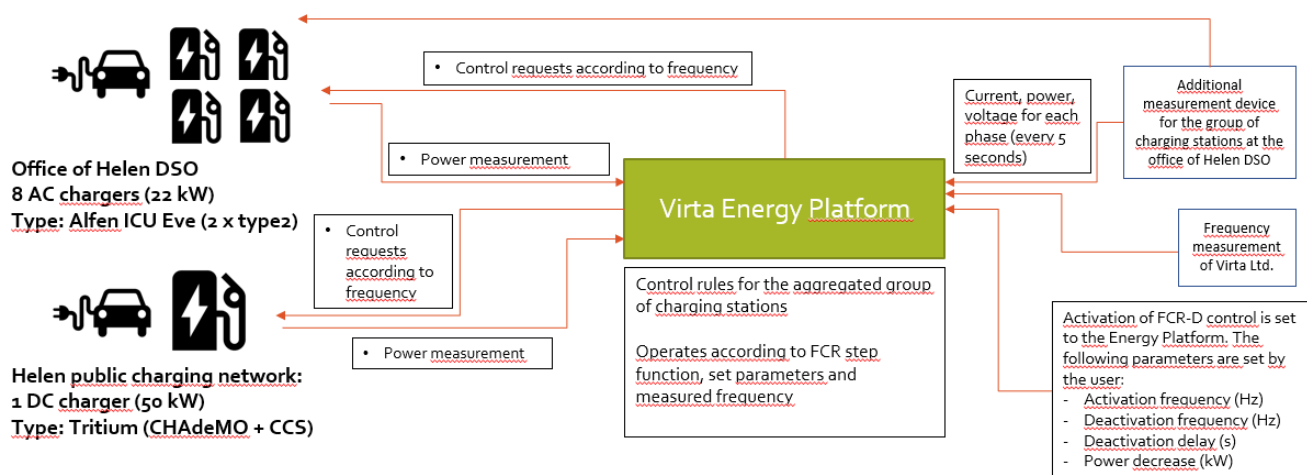 • Control requests according to frequency
• Power measurement
Office of Helen DSO
8 AC chargers (22 kW)
Type: Alfen ICU Eve (2 x type2)
• Control
requests
according to
frequency
• Power measurement
Helen public charging network:
1 DC charger (50 kW)
Type: Tritium (CHAdeMO + CCS)
Virta Energy Platform
Control rules for the aggregated group
of charging stations
Operates according to FCR step
function, set parameters and
measured frequency
Current, power,
voltage for each
phase (every 5
seconds)
Additional
measurement device
for the group of
charging stations at the
office of Helen DSO
Frequency
measurement
of Virta Ltd.
Activation of FCR-D control is set
to the Energy Platform. The
following parameters are set by
the user:
- Activation frequency (Hz)
- Deactivation frequency (Hz)
- Deactivation delay (s)
- Power decrease (kW)